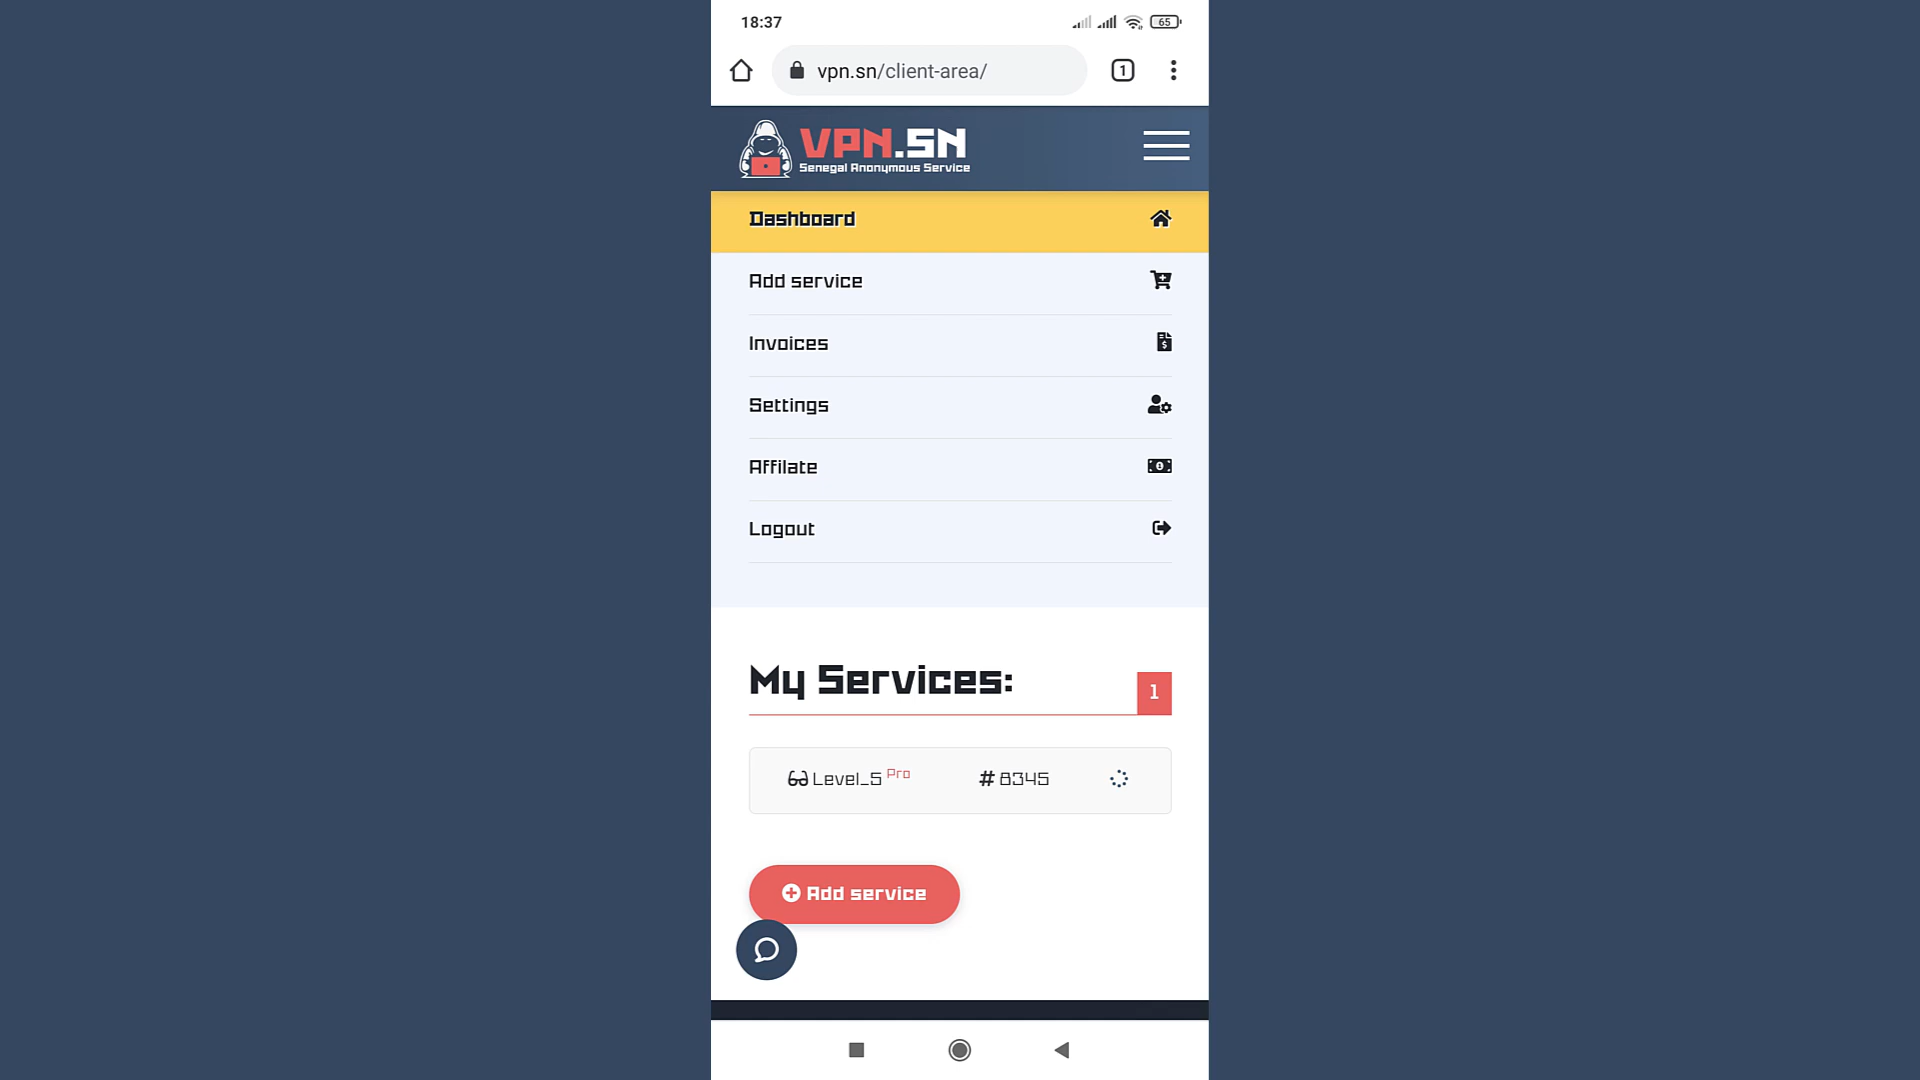 18:37
65
vpn.sn/client-area/
1
VPN.SN
Senegal Anonymous Service
Dashboard
Add service
Invoices
Settings
Affilate
Logout
My Services:
1
Level_5 Pro
# 8345
Add service